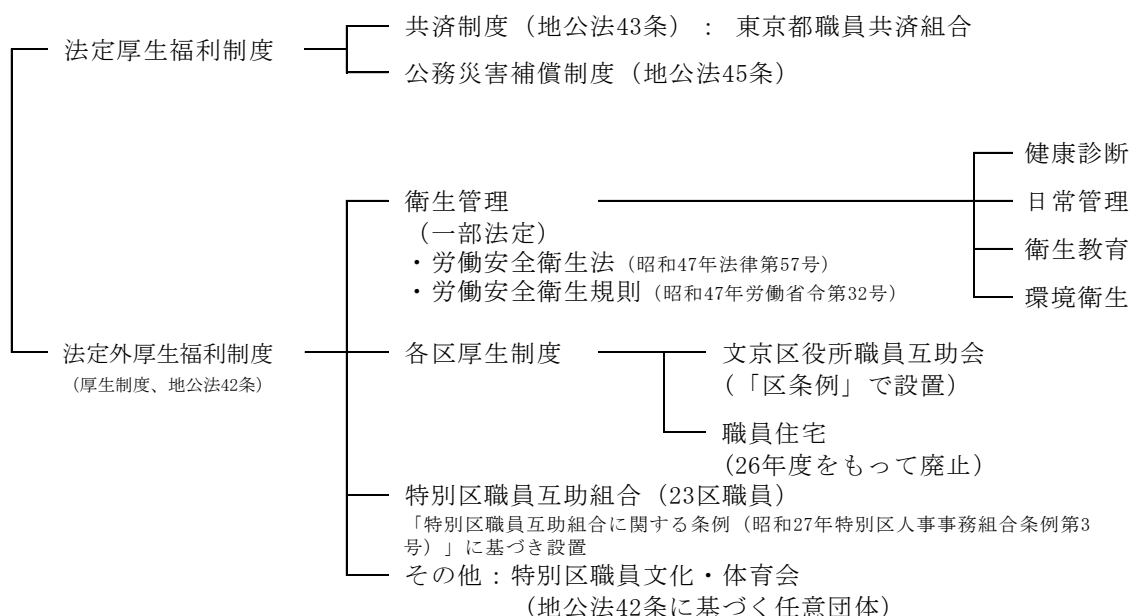 法定厚生福利制度
共済制度（地公法43条）： 東京都職員共済組合
公務災害補償制度（地公法45条）
法定外厚生福利制度
（厚生制度、地公法42条）
衛生管理
（一部法定）
・労働安全衛生法（昭和47年法律第57号）
・労働安全衛生規則（昭和47年労働省令第32号）
健康診断
日常管理
衛生教育
環境衛生
各区厚生制度
文京区役所職員互助会
（「区条例」で設置）
職員住宅
（26年度をもって廃止）
特別区職員互助組合（23区職員）
「特別区職員互助組合に関する条例（昭和27年特別区人事事務組合条例第3
号）」に基づき設置
その他：特別区職員文化・体育会
（地公法42条に基づく任意団体）